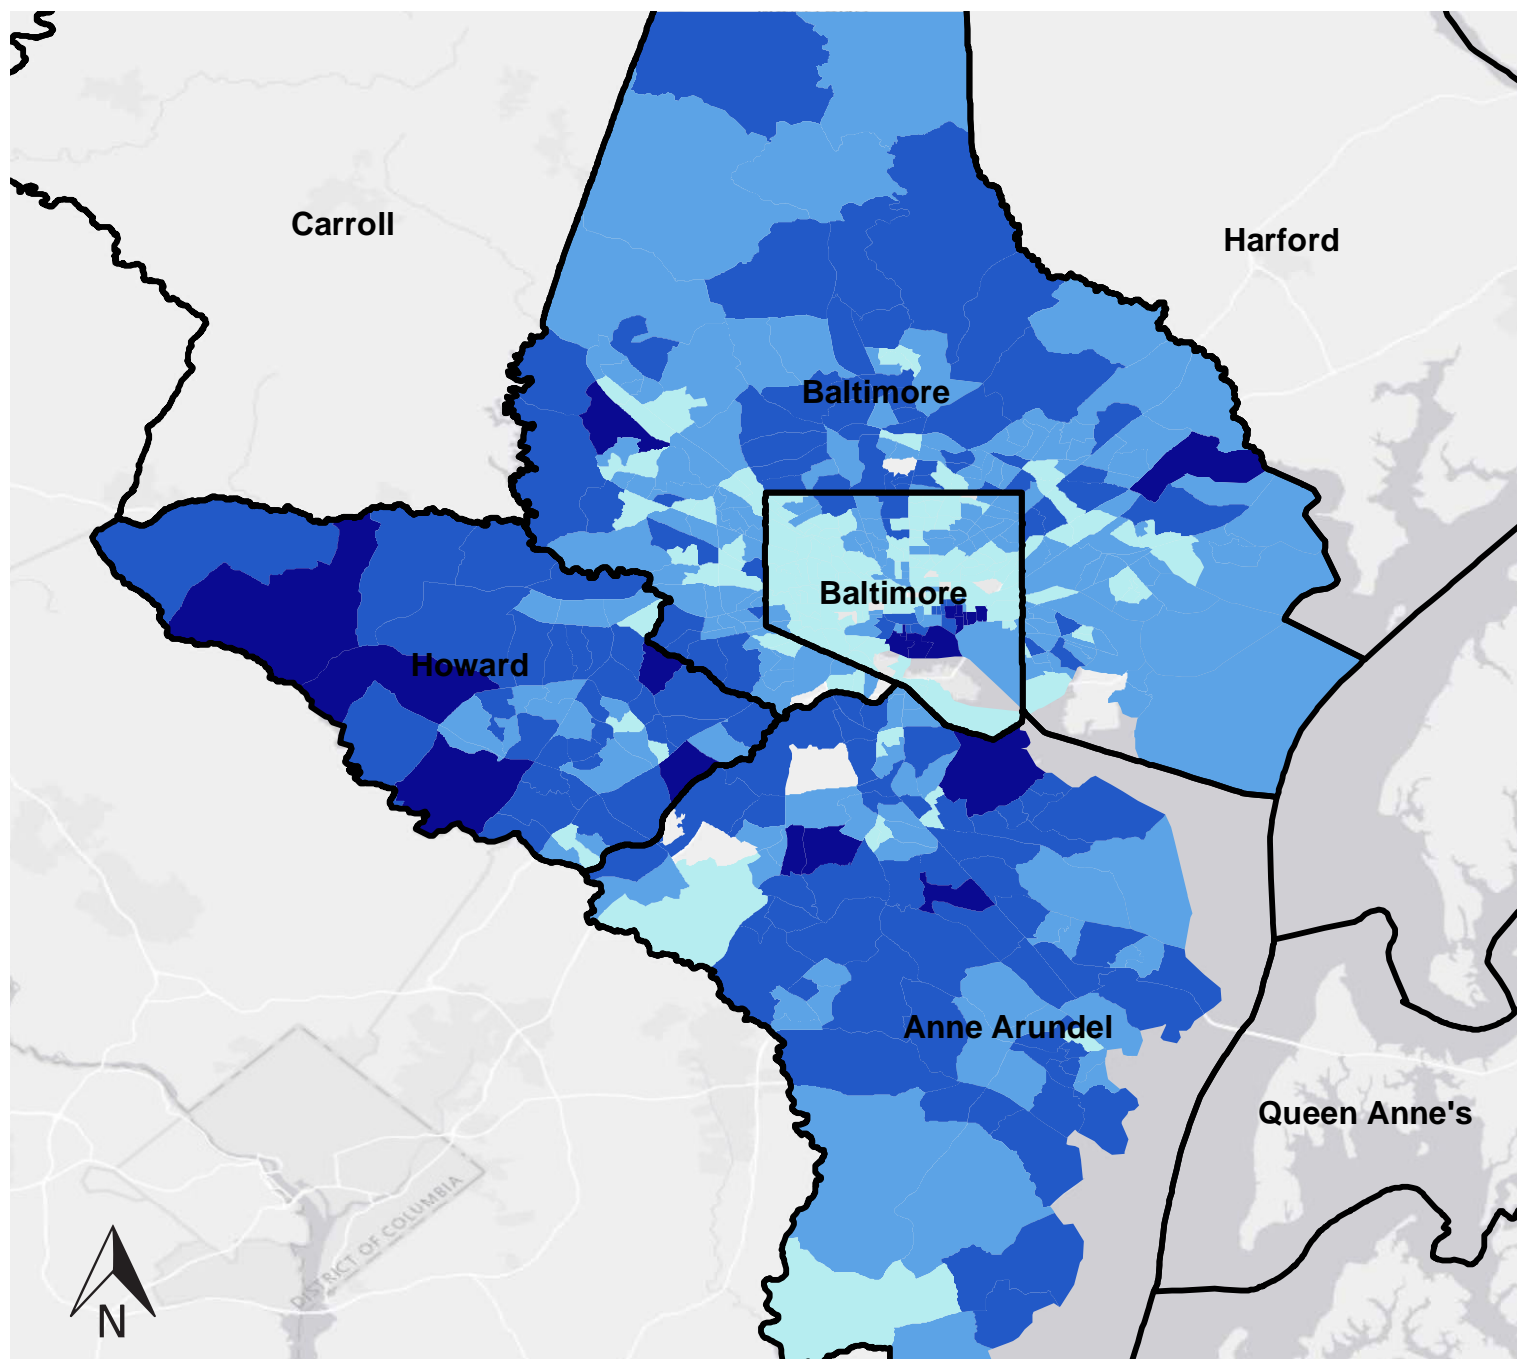 Carroll
Harford
Baltimore
Baltimore
Howard
Anne Arundel
Queen Anne's
DISTRICT OF COLUMBIA
N